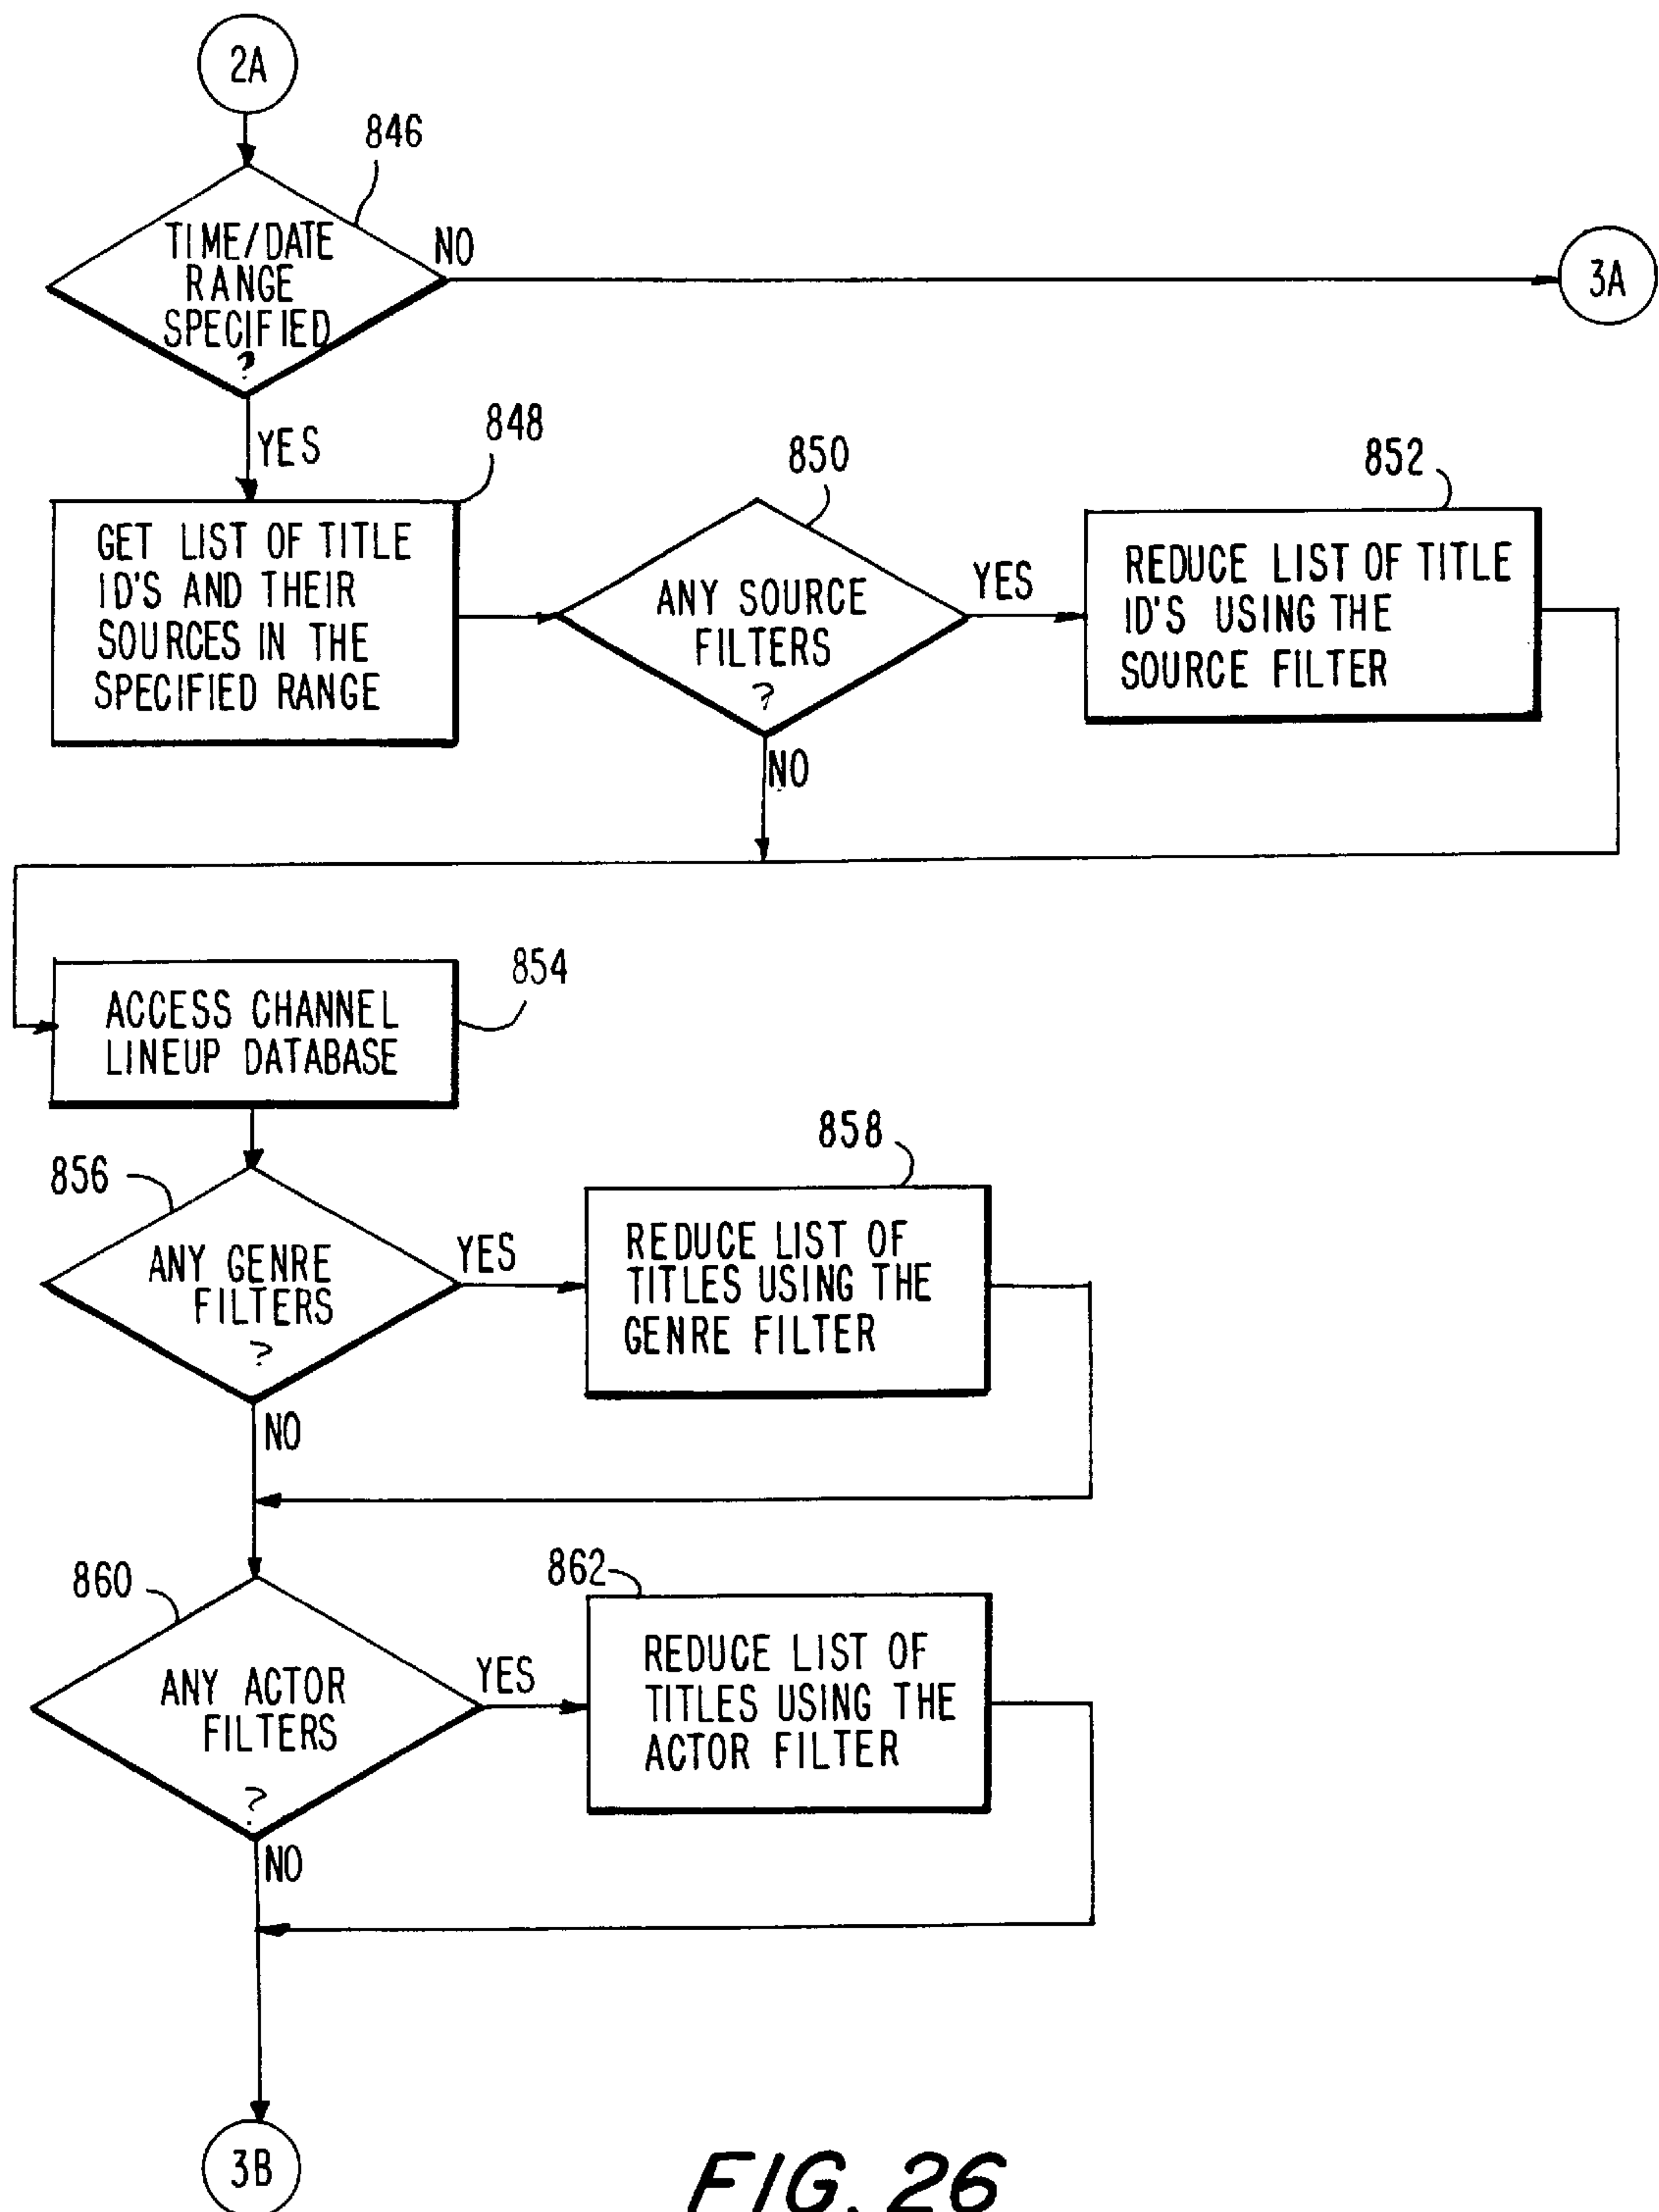 2A
846
TIME/DATE
RANGE
SPECIFIED
?
NO
3A
YES
848
GET LIST OF TITLE
ID'S AND THEIR
SOURCES IN THE
SPECIFIED RANGE
850
ANY SOURCE
FILTERS
?
YES
NO
852
REDUCE LIST OF TITLE
ID'S USING THE
SOURCE FILTER
854
ACCESS CHANNEL
LINEUP DATABASE
856
ANY GENRE
FILTERS
?
YES
NO
858
REDUCE LIST OF
TITLES USING THE
GENRE FILTER
860
ANY ACTOR
FILTERS
?
YES
NO
862
REDUCE LIST OF
TITLES USING THE
ACTOR FILTER
3B
FIG. 26